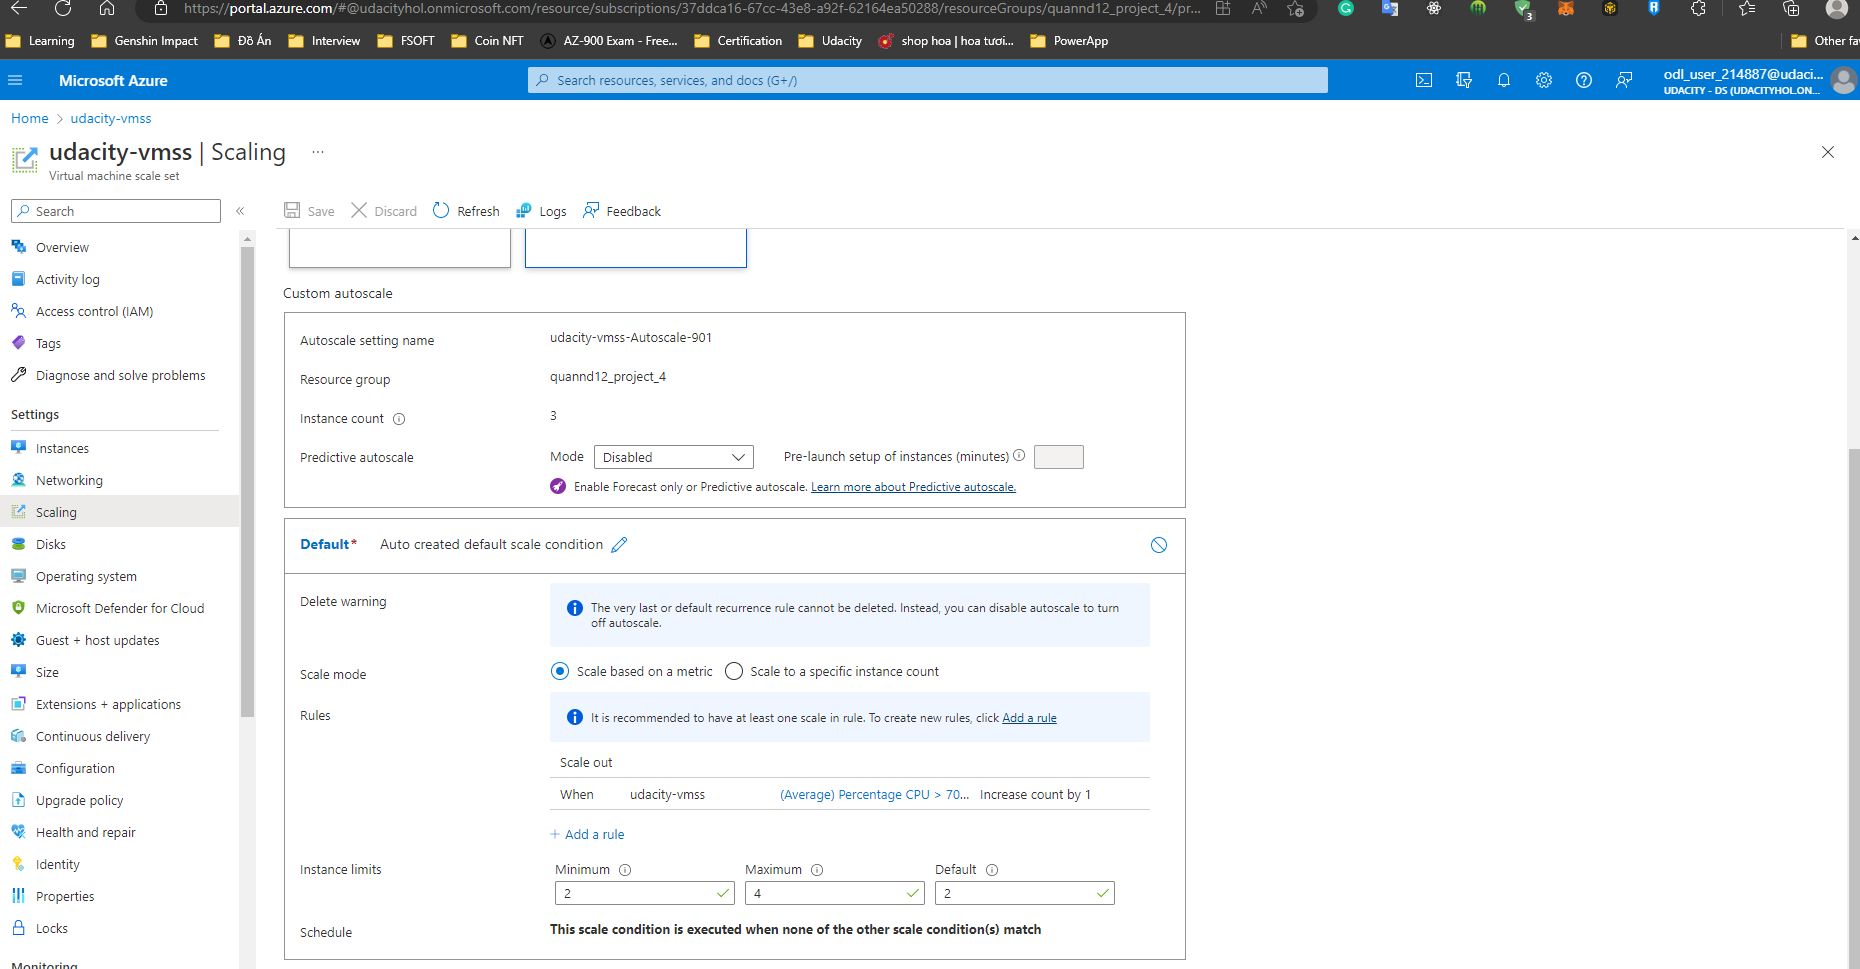 https://portal.azure.com/#@udacityhol.onmicrosoft.com/resource/subscriptions/37ddca16-67cc-43e8-a92f-62164ea50288/resourceGroups/quannd12_project_4/pr...
3
Learning Genshin Impact Đồ Án Interview FSOFT Coin NFT AZ-900 Exam - Free... Certification Udacity shop hoa | hoa tươi... PowerApp Other fa
Microsoft Azure
Search resources, services, and docs (G+/)
odl_user_214887@udaci...
UDACITY - DS (UDACITYHOL.ON...
Home > udacity-vmss
udacity-vmss | Scaling ...
Virtual machine scale set
Search «
Save Discard Refresh Logs Feedback
Overview
Activity log
Access control (IAM)
Tags
Diagnose and solve problems
Settings
Instances
Networking
Scaling
Disks
Operating system
Microsoft Defender for Cloud
Guest + host updates
Size
Extensions + applications
Continuous delivery
Configuration
Upgrade policy
Health and repair
Identity
Properties
Locks
Monitoring
Custom autoscale
Autoscale setting name udacity-vmss-Autoscale-901
Resource group quannd12_project_4
Instance count 3
Predictive autoscale Mode Disabled Pre-launch setup of instances (minutes)
Enable Forecast only or Predictive autoscale. Learn more about Predictive autoscale.
Default* Auto created default scale condition
Delete warning
The very last or default recurrence rule cannot be deleted. Instead, you can disable autoscale to turn
off autoscale.
Scale mode Scale based on a metric Scale to a specific instance count
Rules
It is recommended to have at least one scale in rule. To create new rules, click Add a rule
Scale out
When udacity-vmss (Average) Percentage CPU > 70... Increase count by 1
+ Add a rule
Instance limits Minimum Maximum Default
2 4 2
Schedule This scale condition is executed when none of the other scale condition(s) match